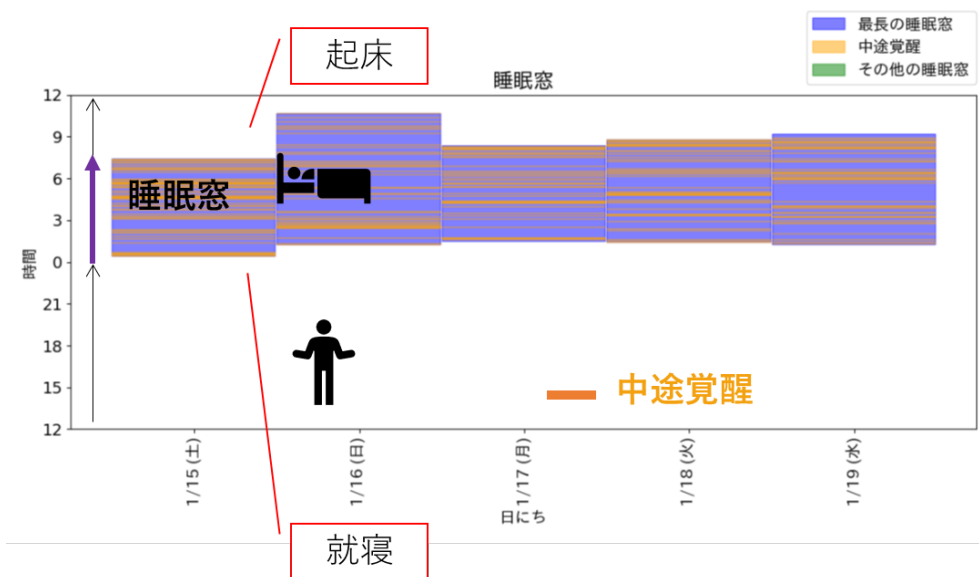 起床
最長の睡眠窓
中途覚醒
その他の睡眠窓
睡眠窓
12
9
6
3
0
21
18
15
12
時間
睡眠窓
中途覚醒
1/15 (土)
1/16 (日)
1/17 (月)
1/18 (火)
1/19 (水)
日にち
就寝